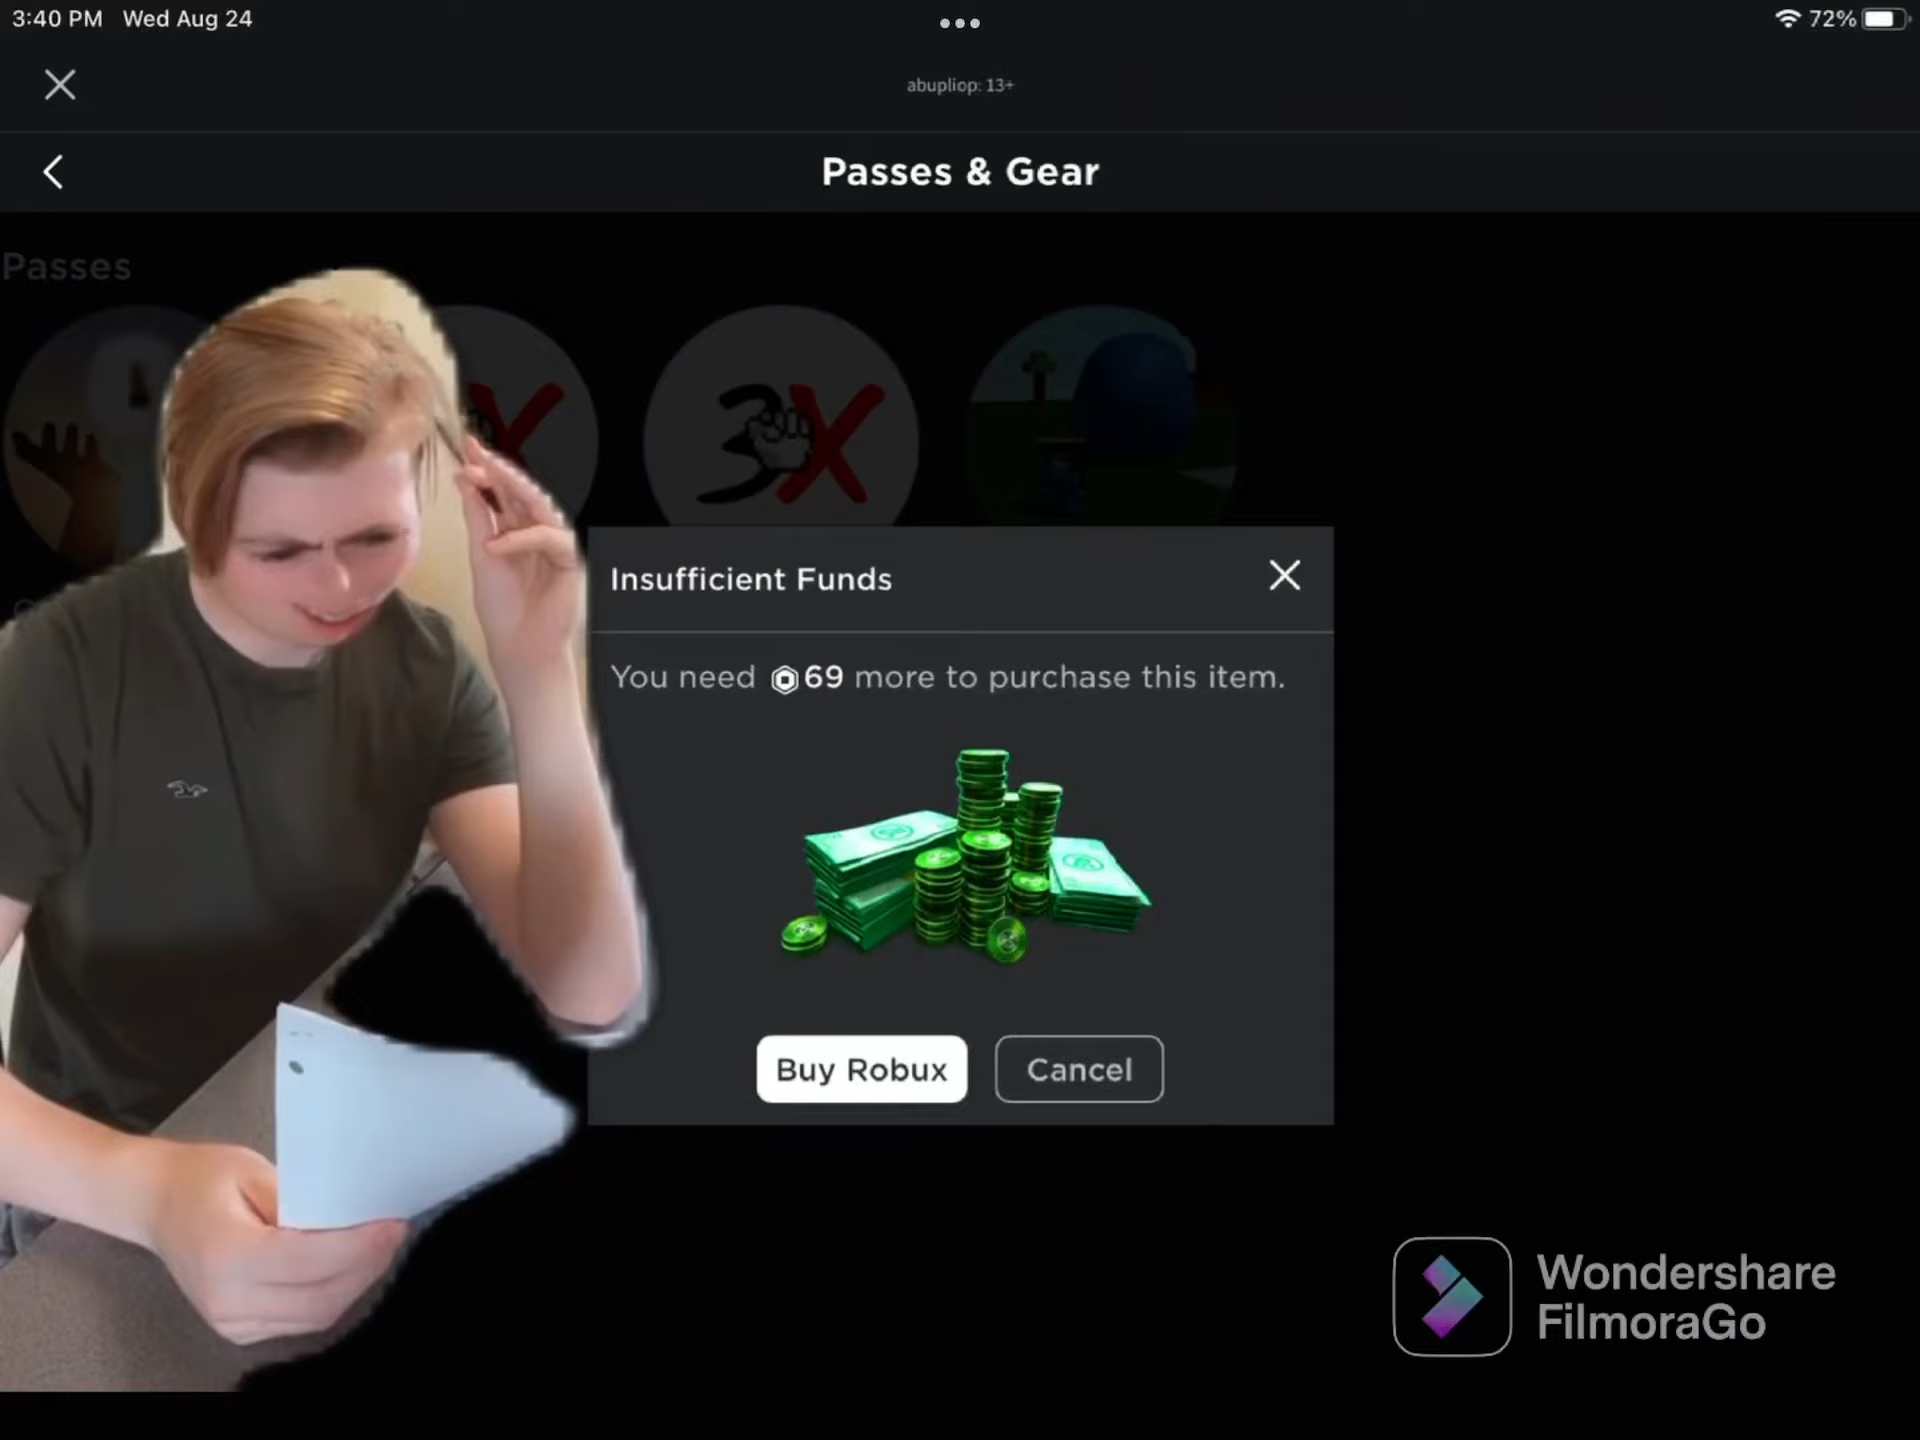 3:40 PM Wed Aug 24
72%
abupliop: 13+
Passes & Gear
Passes
3X
X
Insufficient Funds
You need 69 more to purchase this item.
Buy Robux
Cancel
Wondershare
FilmoraGo